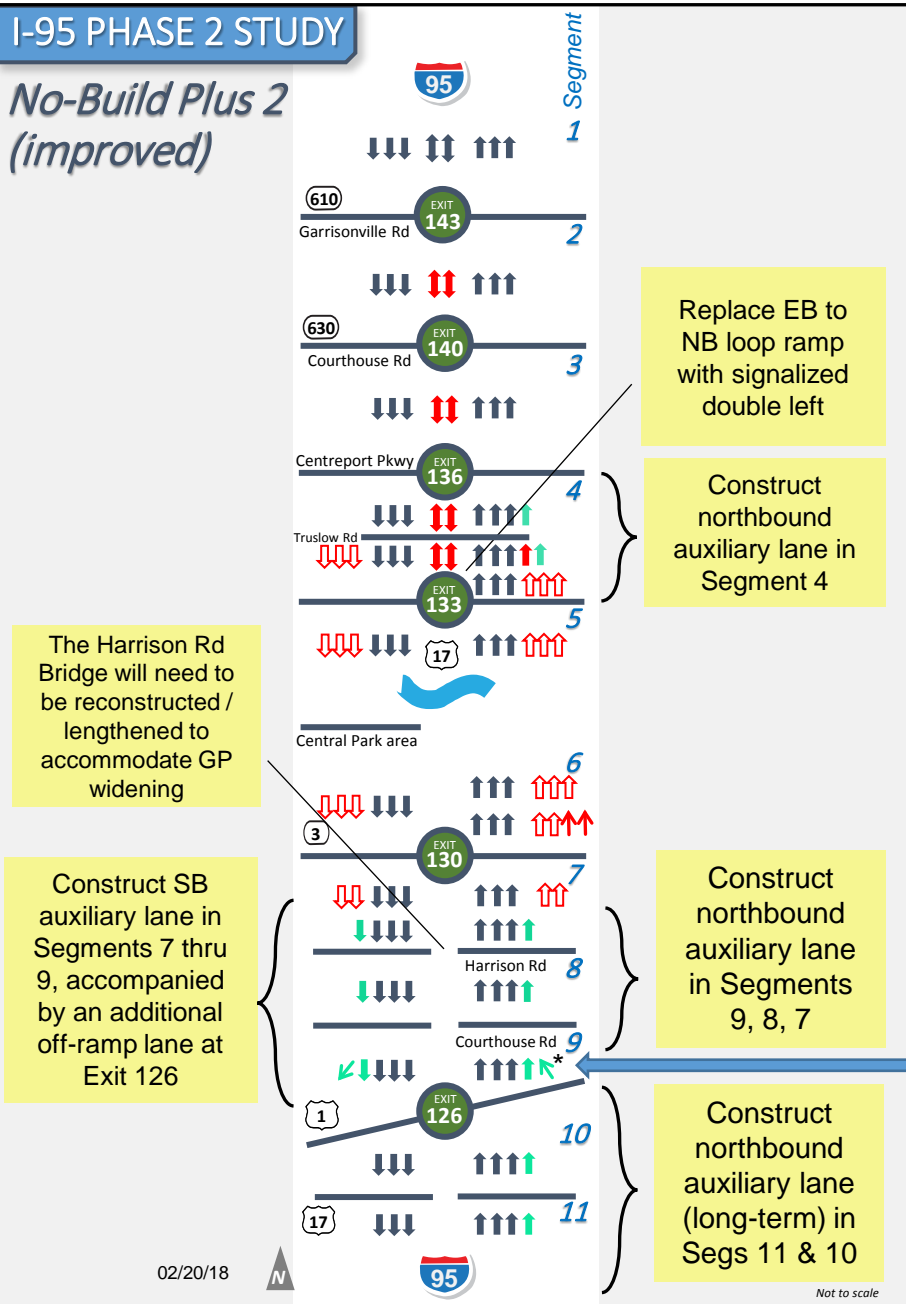 I-95 PHASE 2 STUDY
No-Build Plus 2
(improved)
95
Segment
1
610
Garrisonville Rd
EXIT
143
2
630
Courthouse Rd
EXIT
140
3
Replace EB to
NB loop ramp
with signalized
double left
Centreport Pkwy
EXIT
136
4
Truslow Rd
Construct
northbound
auxiliary lane in
Segment 4
EXIT
133
5
17
The Harrison Rd
Bridge will need to
be reconstructed /
lengthened to
accommodate GP
widening
Central Park area
6
3
EXIT
130
7
Construct SB
auxiliary lane in
Segments 7 thru
9, accompanied
by an additional
off-ramp lane at
Exit 126
Harrison Rd
8
Courthouse Rd
9
*
Construct
northbound
auxiliary lane
in Segments
9, 8, 7
1
EXIT
126
10
17
11
Construct
northbound
auxiliary lane
(long-term) in
Segs 11 & 10
02/20/18
N
95
Not to scale